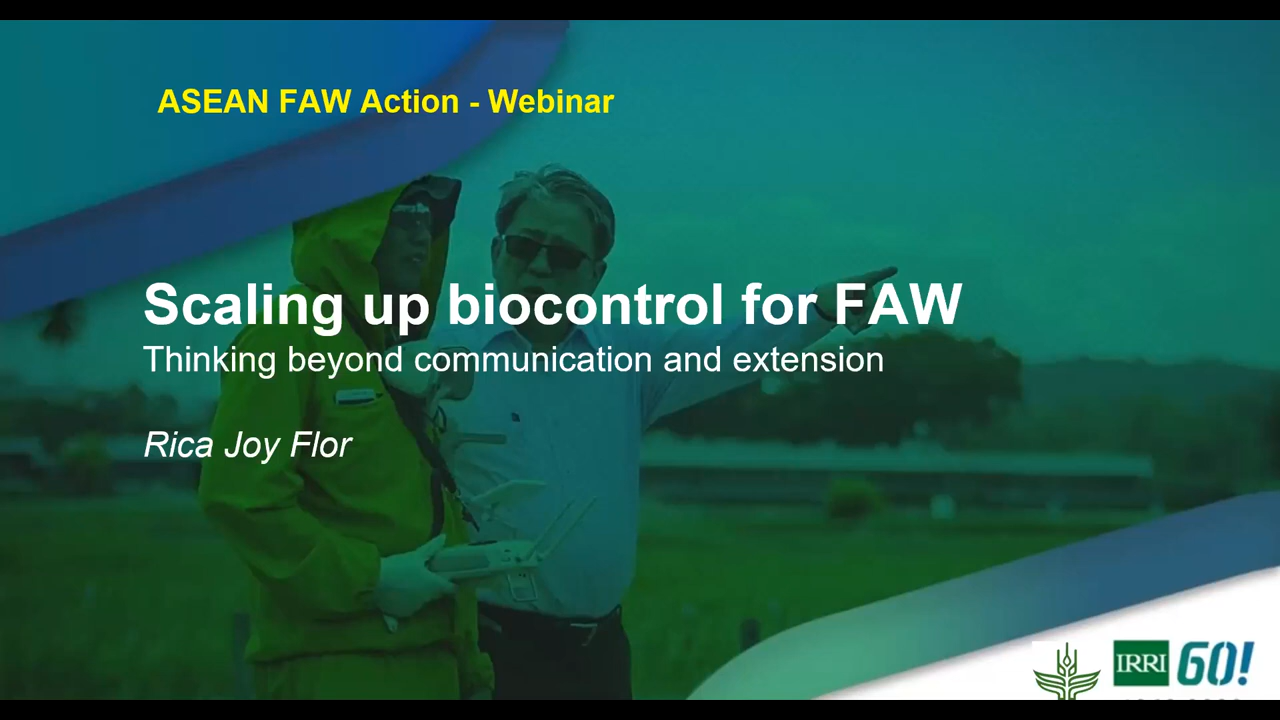 ASEAN FAW Action - Webinar
Scaling up biocontrol for FAW
Thinking beyond communication and extension
Rica Joy Flor
IRRI 60!